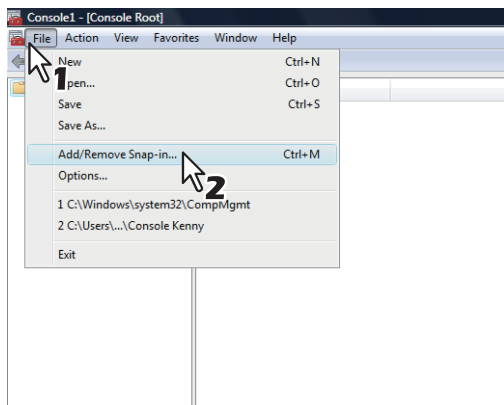 Console1 - [Console Root]
File Action View Favorites Window Help
New Ctrl+N
pen... Ctrl+O
Save Ctrl+S
Save As...
Add/Remove Snap-in... Ctrl+M
Options...
1 C:\Windows\system32\CompMgmt
2 C:\Users\...\Console Kenny
Exit
1
2